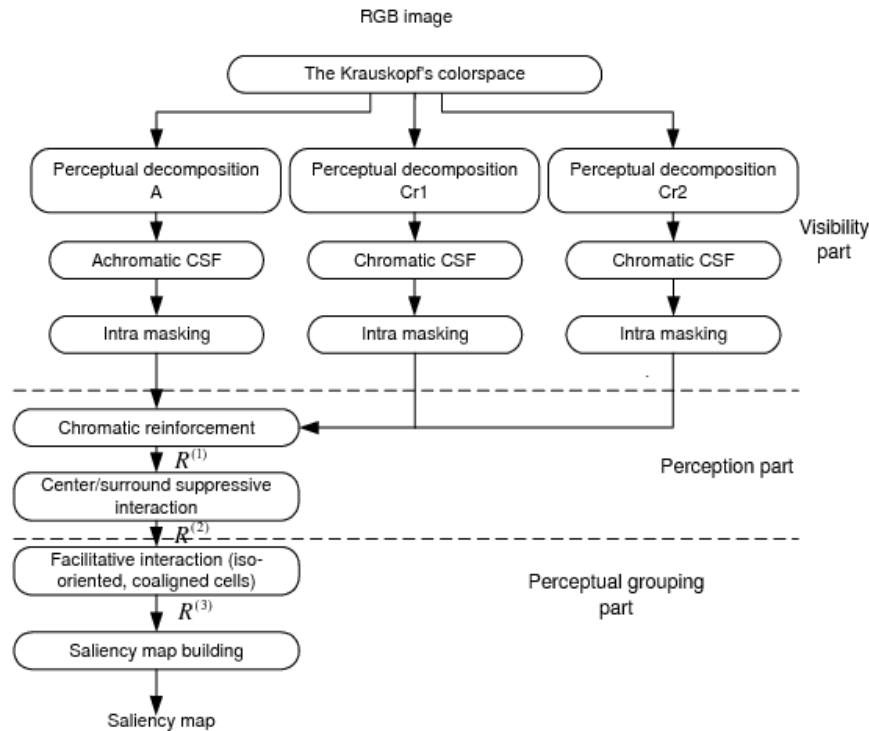 RGB image
The Krauskopf's colorspace
Perceptual decomposition
A
Perceptual decomposition
Cr1
Perceptual decomposition
Cr2
Visibility
part
Achromatic CSF
Chromatic CSF
Chromatic CSF
Intra masking
Intra masking
Intra masking
Chromatic reinforcement
R^{(1)}
Perception part
Center/surround suppressive
interaction
R^{(2)}
Facilitative interaction (iso-
oriented, coaligned cells)
Perceptual grouping
part
R^{(3)}
Saliency map building
Saliency map